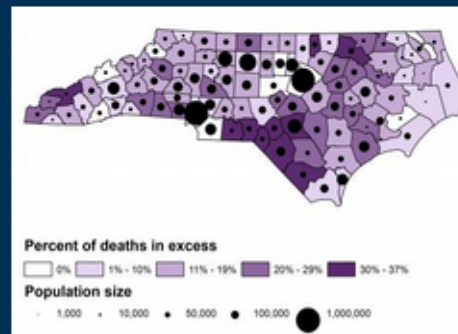 Percent of deaths in excess
0% 1% - 10% 11% - 19% 20% - 29% 30% - 37%
Population size
1,000 10,000 50,000 100,000 1,000,000